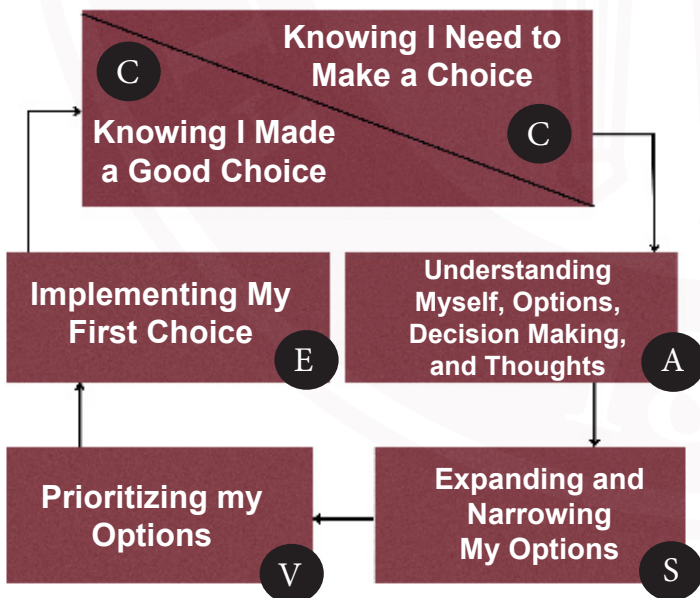 Knowing I Need to
Make a Choice
C
C
Knowing I Made
a Good Choice
Understanding
Myself, Options,
Decision Making,
and Thoughts
A
Expanding and
Narrowing
My Options
S
Prioritizing my
Options
V
Implementing My
First Choice
E